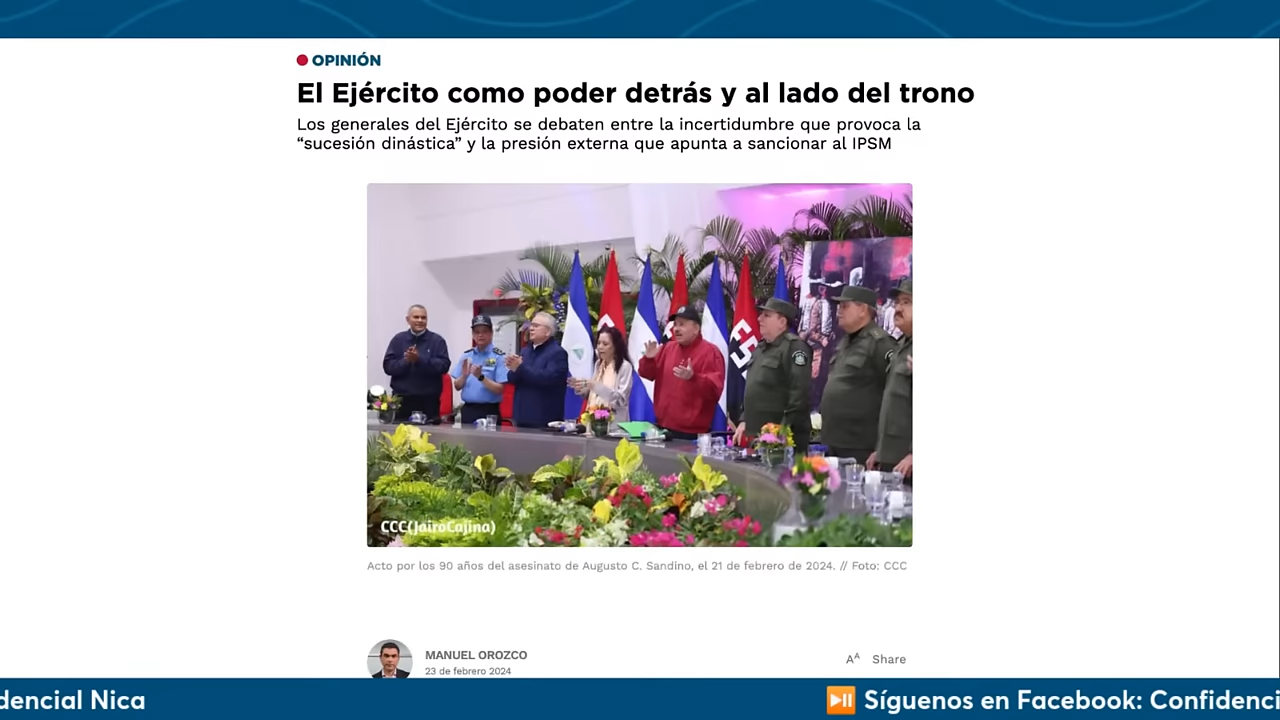 OPINIÓN
El Ejército como poder detrás y al lado del trono
Los generales del Ejército se debaten entre la incertidumbre que provoca la
“sucesión dinástica” y la presión externa que apunta a sancionar al IPSM
FS
CCC(JairoCajina)
Acto por los 90 años del asesinato de Augusto C. Sandino, el 21 de febrero de 2024. // Foto: CCC
MANUEL OROZCO
23 de febrero 2024
AA Share
dencial Nica
Síguenos en Facebook: Confidenci